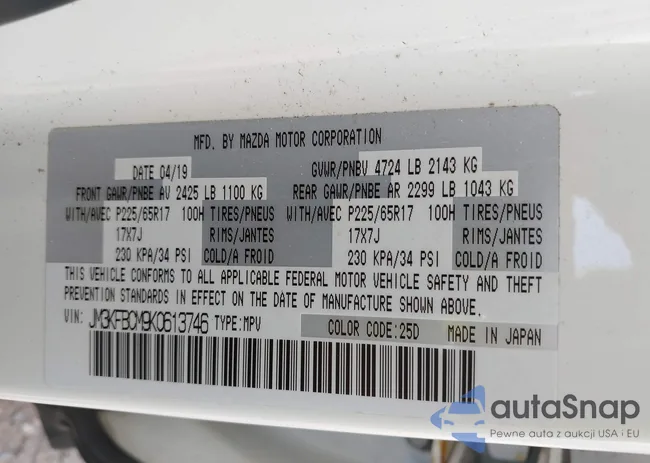 MFD. BY MAZDA MOTOR CORPORATION
DATE 04/19 GVWR/PNBV 4724 LB 2143 KG
FRONT GAWR/PNBE AV 2425 LB 1100 KG REAR GAWR/PNBE AR 2299 LB 1043 KG
WITH/AVEC P225/65R17 100H TIRES/PNEUS WITH/AVEC P225/65R17 100H TIRES/PNEUS
17X7J RIMS/JANTES 17X7J RIMS/JANTES
230 KPA/34 PSI COLD/A FROID 230 KPA/34 PSI COLD/A FROID
THIS VEHICLE CONFORMS TO ALL APPLICABLE FEDERAL MOTOR VEHICLE SAFETY AND THEFT
PREVENTION STANDARDS IN EFFECT ON THE DATE OF MANUFACTURE SHOWN ABOVE.
VIN: JM3KFBCM9K0613746 TYPE:MPV COLOR CODE:25D MADE IN JAPAN
autaSnap
Pewne auta z aukcji USA i EU